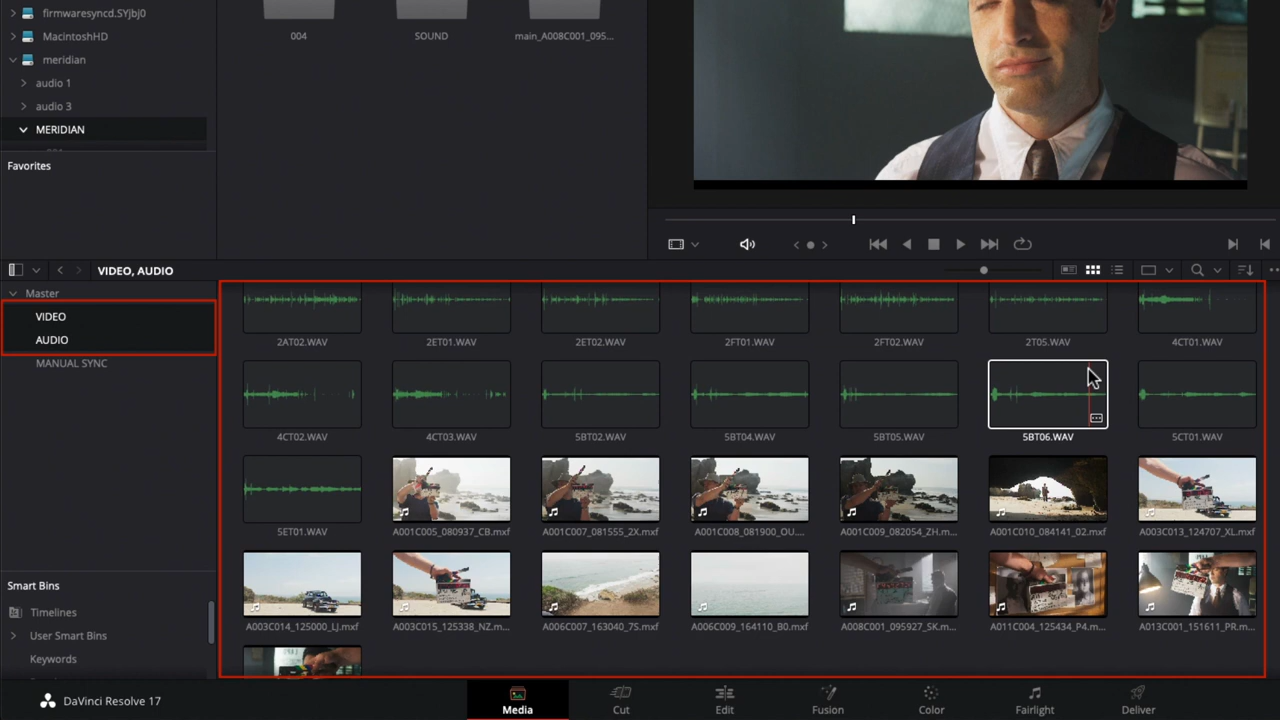 firmwaresyncd.SYjbj0
MacintoshHD
meridian
audio 1
audio 3
MERIDIAN
Favorites
004
SOUND
main_A008C001_095...
VIDEO, AUDIO
Master
VIDEO
AUDIO
MANUAL SYNC
2AT02.WAV
2ET01.WAV
2ET02.WAV
2FT01.WAV
2FT02.WAV
2T05.WAV
4CT01.WAV
4CT02.WAV
4CT03.WAV
5BT02.WAV
5BT04.WAV
5BT05.WAV
5BT06.WAV
5CT01.WAV
5ET01.WAV
A001C005_080937_CB.mxf
A001C007_081555_2X.mxf
A001C008_081900_OU....
A001C009_082054_ZH.m...
A001C010_084141_02.mxf
A003C013_124707_XL.mxf
A003C014_125000_LJ.mxf
A003C015_125338_NZ.m...
A006C007_163040_7S.mxf
A006C009_164110_B0.mxf
A008C001_095927_SK.m...
A011C004_125434_P4.m...
A013C001_151611_PR.m...
Smart Bins
Timelines
User Smart Bins
Keywords
DaVinci Resolve 17
Media
Cut
Edit
Fusion
Color
Fairlight
Deliver